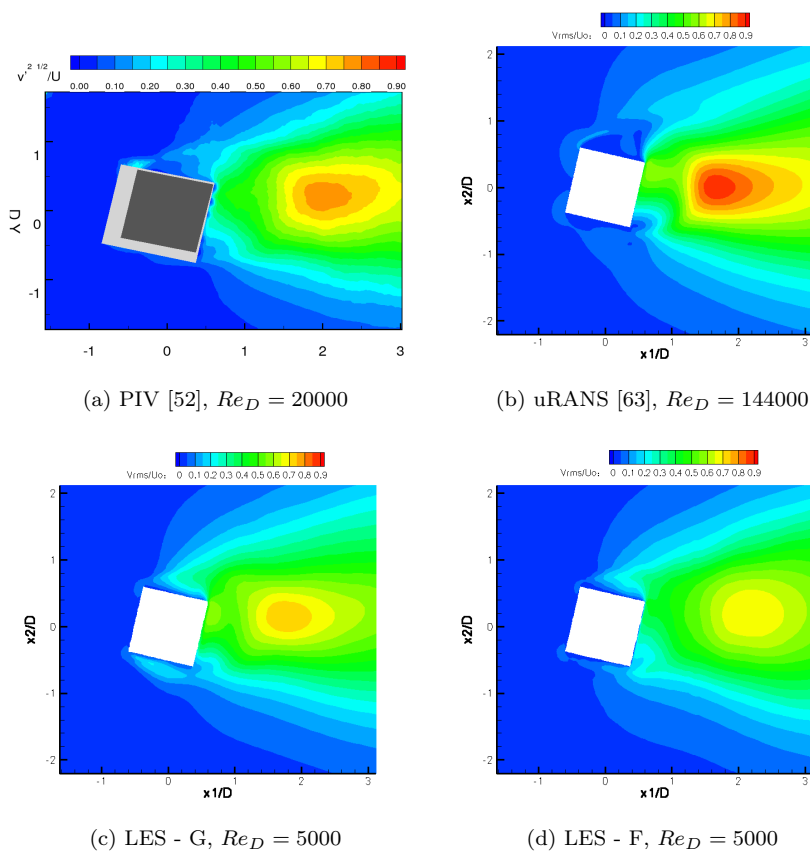 v'² ¹/²/U
0.00 0.10 0.20 0.30 0.40 0.50 0.60 0.70 0.80 0.90
1
0
-1
Y/D
-1 0 1 2 3
(a) PIV [52], Re_D = 20000
Vrms/Uo: 0 0.1 0.2 0.3 0.4 0.5 0.6 0.7 0.8 0.9
2
1
0
-1
-2
x2/D
-1 0 1 2
x1/D
(b) uRANS [63], Re_D = 144000
Vrms/Uo: 0 0.1 0.2 0.3 0.4 0.5 0.6 0.7 0.8 0.9
2
1
0
-1
-2
x2/D
-1 0 1 2 3
x1/D
(c) LES - G, Re_D = 5000
Vrms/Uo: 0 0.1 0.2 0.3 0.4 0.5 0.6 0.7 0.8 0.9
2
1
0
-1
-2
x2/D
-1 0 1 2 3
x1/D
(d) LES - F, Re_D = 5000